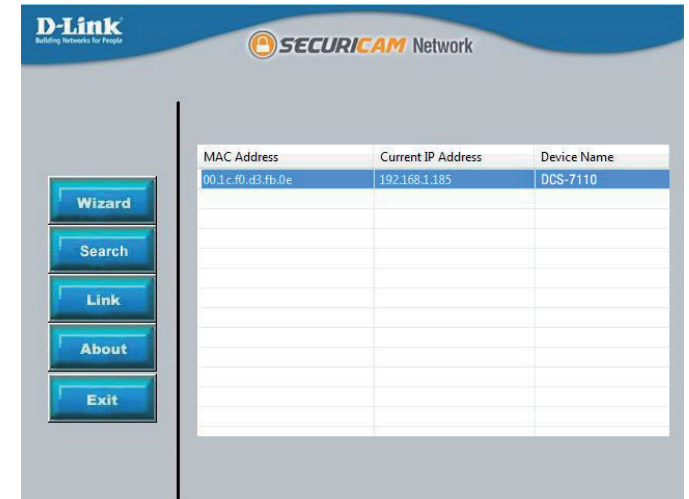 D-Link
Building Networks for People
SECURICAM Network
MAC Address Current IP Address Device Name
00.1c.f0.d3.fb.0e 192.168.1.185 DCS-7110
Wizard
Search
Link
About
Exit